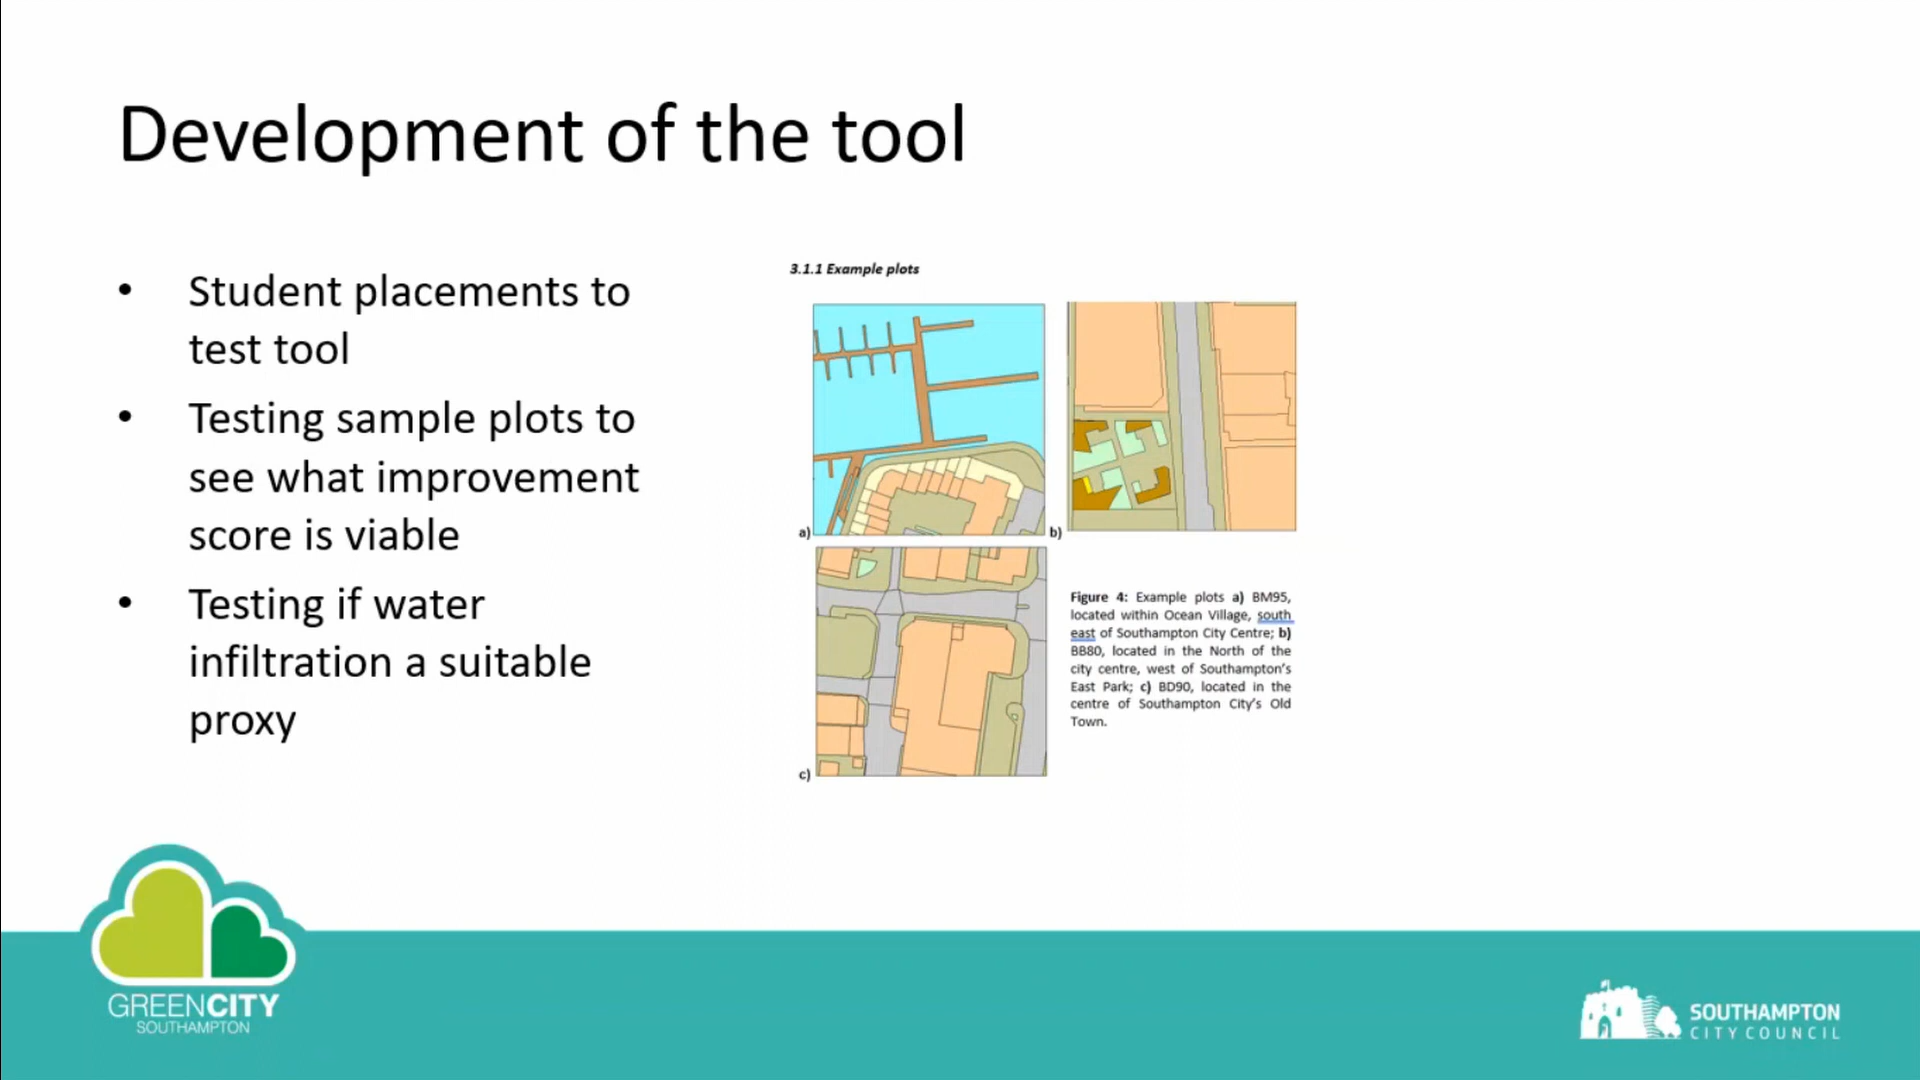 Development of the tool
• Student placements to
test tool
• Testing sample plots to
see what improvement
score is viable
• Testing if water
infiltration a suitable
proxy
3.1.1 Example plots
a)
b)
c)
Figure 4: Example plots a) BM95,
located within Ocean Village, south
east of Southampton City Centre; b)
BB80, located in the North of the
city centre, west of Southampton's
East Park; c) BD90, located in the
centre of Southampton City's Old
Town.
GREENCITY
SOUTHAMPTON
SOUTHAMPTON
CITY COUNCIL